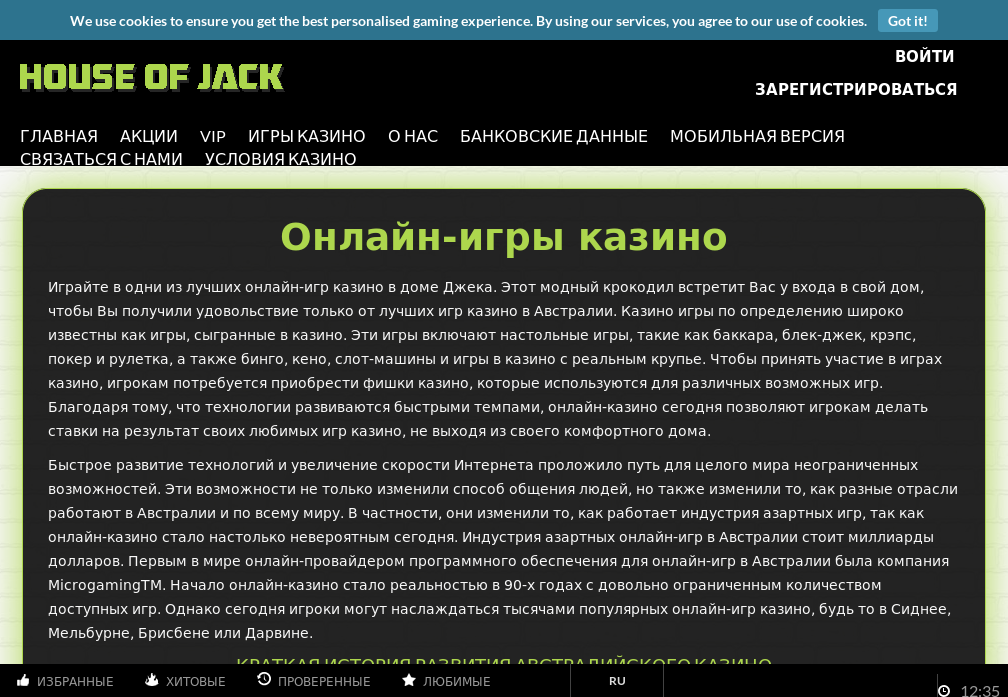 We use cookies to ensure you get the best personalised gaming experience. By using our services, you agree to our use of cookies. Got it!
HOUSE OF JACK
ВОЙТИ
ЗАРЕГИСТРИРОВАТЬСЯ
ГЛАВНАЯ АКЦИИ VIP ИГРЫ КАЗИНО О НАС БАНКОВСКИЕ ДАННЫЕ МОБИЛЬНАЯ ВЕРСИЯ
СВЯЗАТЬСЯ С НАМИ УСЛОВИЯ КАЗИНО
Онлайн-игры казино
Играйте в одни из лучших онлайн-игр казино в доме Джека. Этот модный крокодил встретит Вас у входа в свой дом,
чтобы Вы получили удовольствие только от лучших игр казино в Австралии. Казино игры по определению широко
известны как игры, сыгранные в казино. Эти игры включают настольные игры, такие как баккара, блек-джек, крэпс,
покер и рулетка, а также бинго, кено, слот-машины и игры в казино с реальным крупье. Чтобы принять участие в играх
казино, игрокам потребуется приобрести фишки казино, которые используются для различных возможных игр.
Благодаря тому, что технологии развиваются быстрыми темпами, онлайн-казино сегодня позволяют игрокам делать
ставки на результат своих любимых игр казино, не выходя из своего комфортного дома.
Быстрое развитие технологий и увеличение скорости Интернета проложило путь для целого мира неограниченных
возможностей. Эти возможности не только изменили способ общения людей, но также изменили то, как разные отрасли
работают в Австралии и по всему миру. В частности, они изменили то, как работает индустрия азартных игр, так как
онлайн-казино стало настолько невероятным сегодня. Индустрия азартных онлайн-игр в Австралии стоит миллиарды
долларов. Первым в мире онлайн-провайдером программного обеспечения для онлайн-игр в Австралии была компания
MicrogamingTM. Начало онлайн-казино стало реальностью в 90-х годах с довольно ограниченным количеством
доступных игр. Однако сегодня игроки могут наслаждаться тысячами популярных онлайн-игр казино, будь то в Сиднее,
Мельбурне, Брисбене или Дарвине.
КРАТКАЯ ИСТОРИЯ РАЗВИТИЯ АВСТРАЛИЙСКОГО КАЗИНО
ИЗБРАННЫЕ ХИТОВЫЕ ПРОВЕРЕННЫЕ ЛЮБИМЫЕ RU 12:35